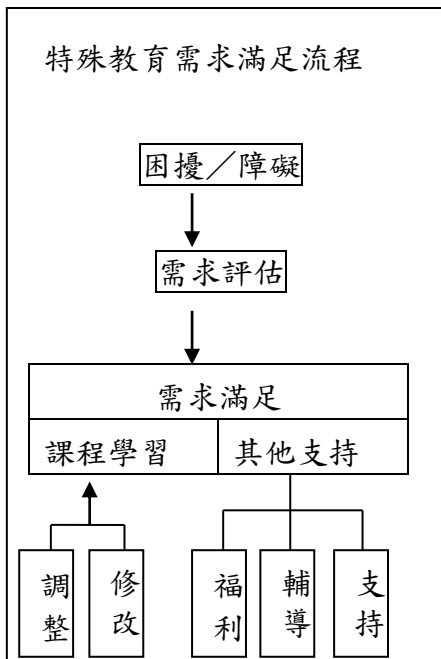 特殊教育需求滿足流程
困擾／障礙
需求評估
需求滿足
課程學習
其他支持
調整
修改
福利
輔導
支持